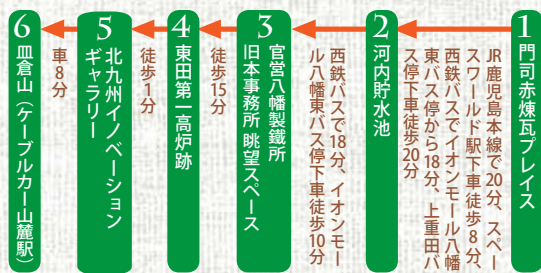 1
門司赤煉瓦プレイス
JR鹿児島本線で20分、スペー
スワールド駅下車徒歩8分、
西鉄バスでイオンモール八幡
東バス停から18分、上重田バ
ス停下車徒歩20分
2
河内貯水池
西鉄バスで18分、イオンモー
ル八幡東バス停下車徒歩10分
3
官営八幡製鐵所
旧本事務所 眺望スペース
徒歩15分
4
東田第一高炉跡
徒歩1分
5
北九州イノベーション
ギャラリー
車8分
6
皿倉山（ケーブルカー山麓駅）